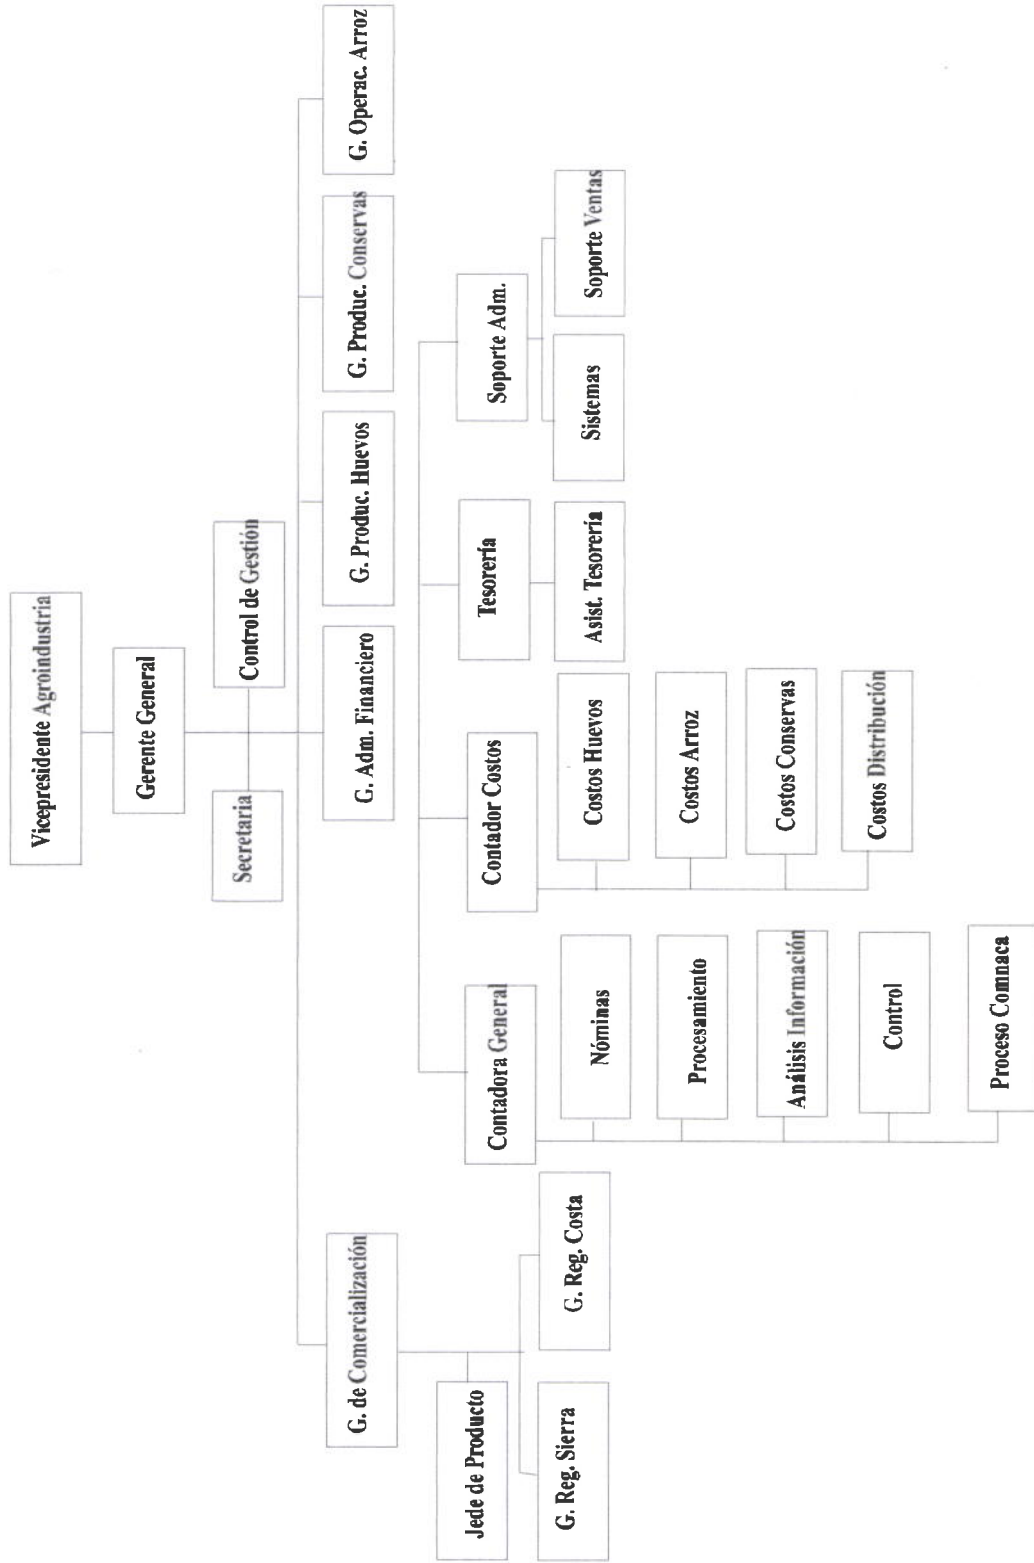 Vicepresidente Agroindustria
Gerente General
Secretaria
Control de Gestión
G. de Comercialización
G. Adm. Financiero
G. Produc. Huevos
G. Produc. Conservas
G. Operac. Arroz
Jede de Producto
G. Reg. Sierra
G. Reg. Costa
Contadora General
Contador Costos
Tesorería
Soporte Adm.
Nóminas
Procesamiento
Análisis Información
Control
Proceso Comnaca
Costos Huevos
Costos Arroz
Costos Conservas
Costos Distribución
Asist. Tesorería
Sistemas
Soporte Ventas